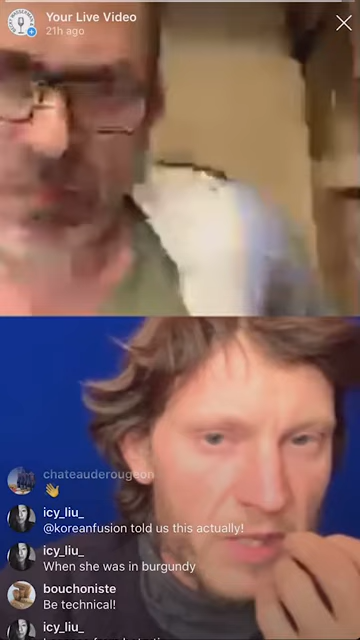 Your Live Video
21h ago
chateauderougeon
👋
icy_liu_
@koreanfusion told us this actually!
icy_liu_
When she was in burgundy
bouchoniste
Be technical!
icy_liu_